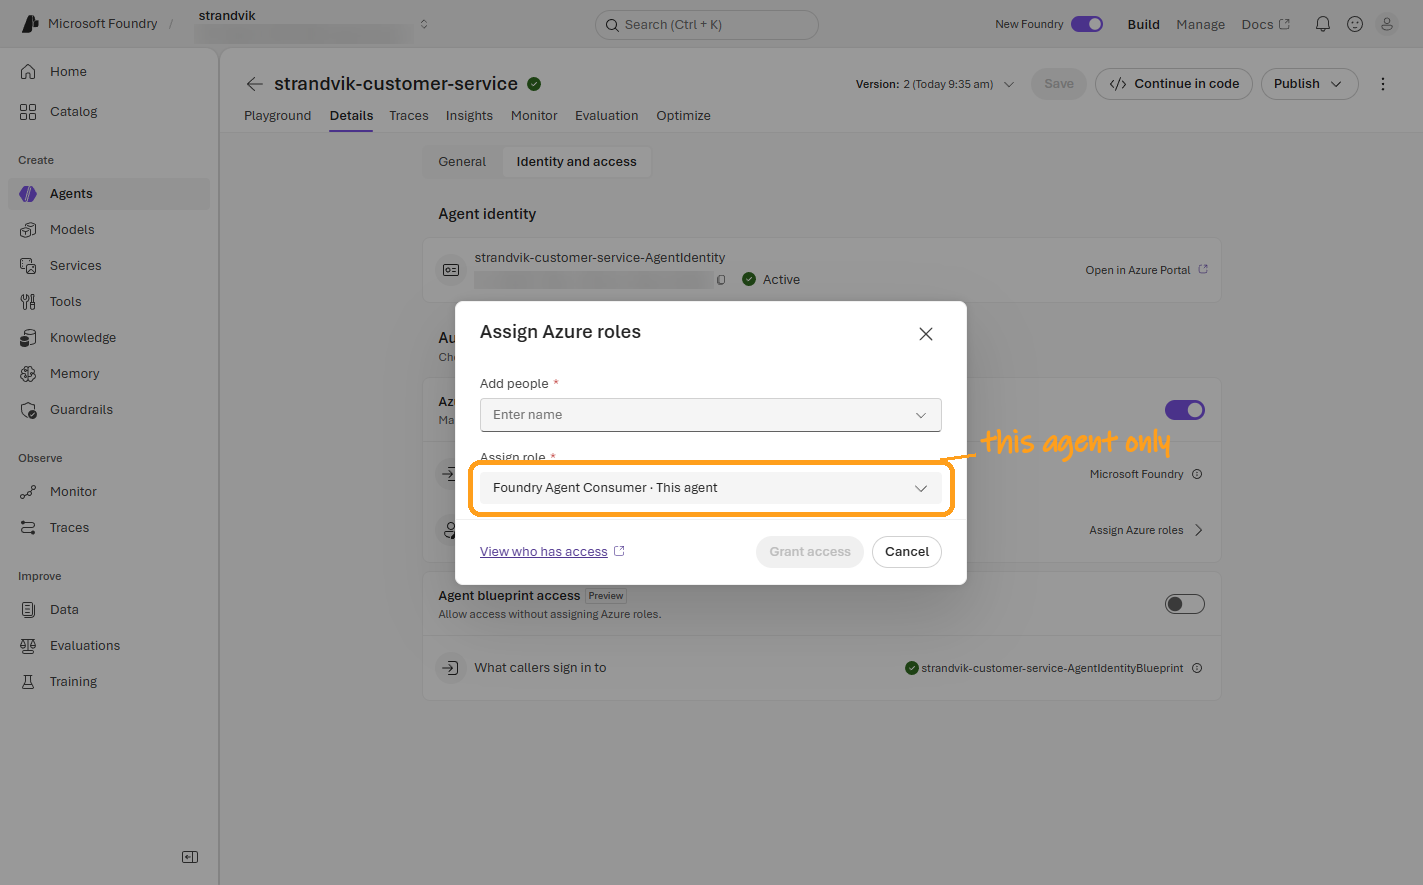 Microsoft Foundry /
strandvik
Search (Ctrl + K)
New Foundry
Build
Manage
Docs
Home
Catalog
Create
Agents
Models
Services
Tools
Knowledge
Memory
Guardrails
Observe
Monitor
Traces
Improve
Data
Evaluations
Training
strandvik-customer-service
Version: 2 (Today 9:35 am)
Save
Continue in code
Publish
Playground
Details
Traces
Insights
Monitor
Evaluation
Optimize
General
Identity and access
Agent identity
strandvik-customer-service-AgentIdentity
Active
Open in Azure Portal
Assign Azure roles
Add people *
Enter name
Assign role *
Foundry Agent Consumer · This agent
this agent only
View who has access
Grant access
Cancel
Microsoft Foundry
Assign Azure roles
Agent blueprint access Preview
Allow access without assigning Azure roles.
What callers sign in to
strandvik-customer-service-AgentIdentityBlueprint